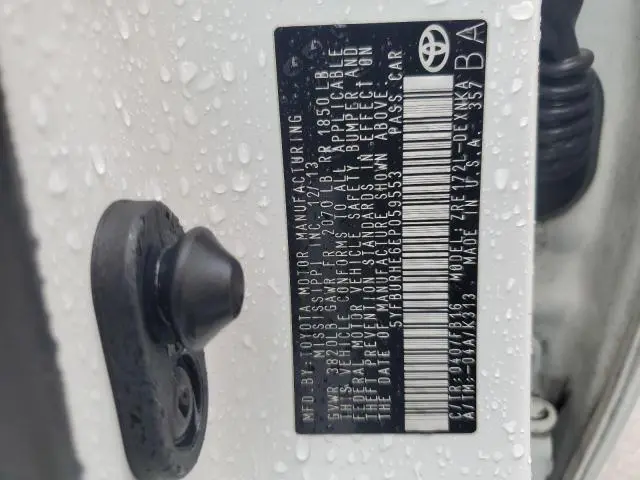 MFD. BY: TOYOTA MOTOR MANUFACTURING
MISSISSIPPI INC. 12/13
GVWR 3820LB GAWR FR 2070 LB RR 1850LB
THIS VEHICLE CONFORMS TO ALL APPLICABLE
FEDERAL MOTOR VEHICLE SAFETY BUMPER AND
THEFT PREVENTION STANDARDS IN EFFECT ON
THE DATE OF MANUFACTURE SHOWN ABOVE.
5YFBURHE6EP059553 PASS.CAR
C/TR: 040/FB16 MODEL: ZRE172L-DEXNKA
A/TM: -04A/K313 MADE IN U.S.A. 357
BA